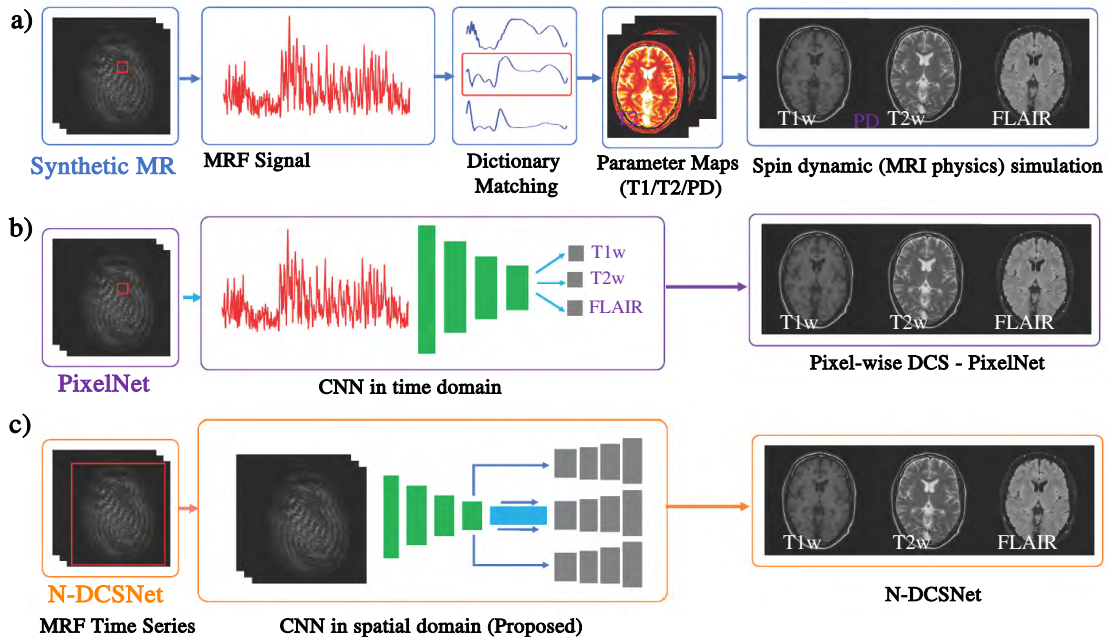 a)
T1w
PD
T2w
FLAIR
Synthetic MR
MRF Signal
Dictionary
Matching
Parameter Maps
(T1/T2/PD)
Spin dynamic (MRI physics) simulation
b)
T1w
T2w
FLAIR
T1w
T2w
FLAIR
PixelNet
CNN in time domain
Pixel-wise DCS - PixelNet
c)
T1w
T2w
FLAIR
N-DCSNet
MRF Time Series
CNN in spatial domain (Proposed)
N-DCSNet